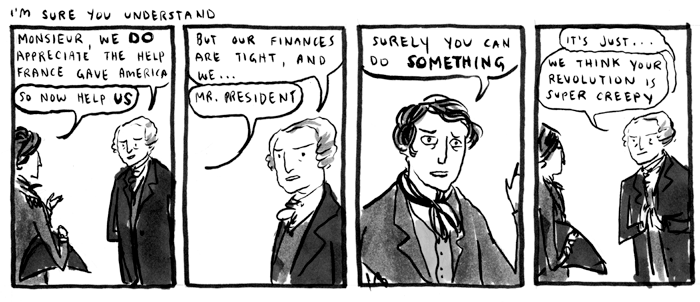 I'M SURE YOU UNDERSTAND
MONSIEUR, WE DO
APPRECIATE THE HELP
FRANCE GAVE AMERICA
SO NOW HELP US
BUT OUR FINANCES
ARE TIGHT, AND
WE...
MR. PRESIDENT
SURELY YOU CAN
DO SOMETHING
IT'S JUST...
WE THINK YOUR
REVOLUTION IS
SUPER CREEPY